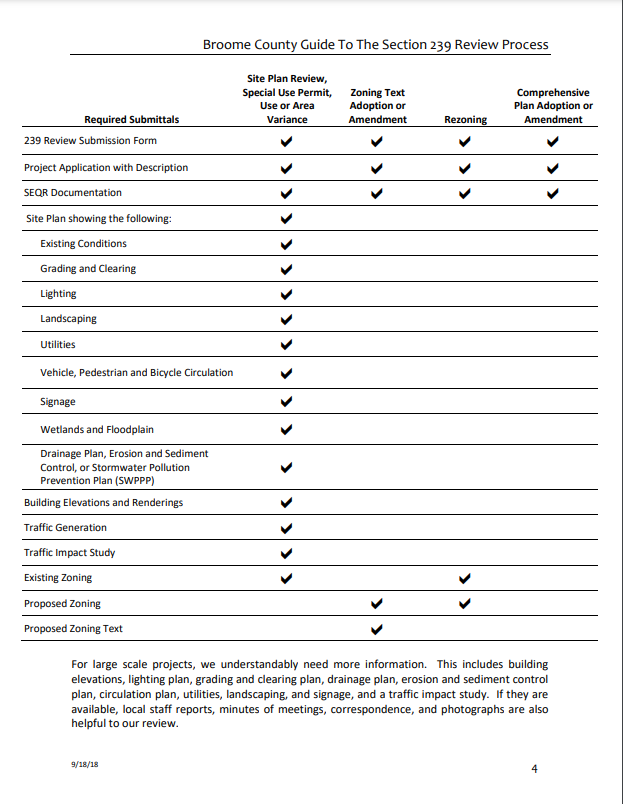 Broome County Guide To The Section 239 Review Process
Site Plan Review,
Special Use Permit,
Use or Area
Variance
Zoning Text
Adoption or
Amendment
Rezoning
Comprehensive
Plan Adoption or
Amendment
Required Submittals
239 Review Submission Form ✔ ✔ ✔ ✔
Project Application with Description ✔ ✔ ✔ ✔
SEQR Documentation ✔ ✔ ✔ ✔
Site Plan showing the following: ✔
Existing Conditions ✔
Grading and Clearing ✔
Lighting ✔
Landscaping ✔
Utilities ✔
Vehicle, Pedestrian and Bicycle Circulation ✔
Signage ✔
Wetlands and Floodplain ✔
Drainage Plan, Erosion and Sediment
Control, or Stormwater Pollution ✔
Prevention Plan (SWPPP)
Building Elevations and Renderings ✔
Traffic Generation ✔
Traffic Impact Study ✔
Existing Zoning ✔ ✔
Proposed Zoning ✔ ✔
Proposed Zoning Text ✔
For large scale projects, we understandably need more information. This includes building
elevations, lighting plan, grading and clearing plan, drainage plan, erosion and sediment control
plan, circulation plan, utilities, landscaping, and signage, and a traffic impact study. If they are
available, local staff reports, minutes of meetings, correspondence, and photographs are also
helpful to our review.
9/18/18
4